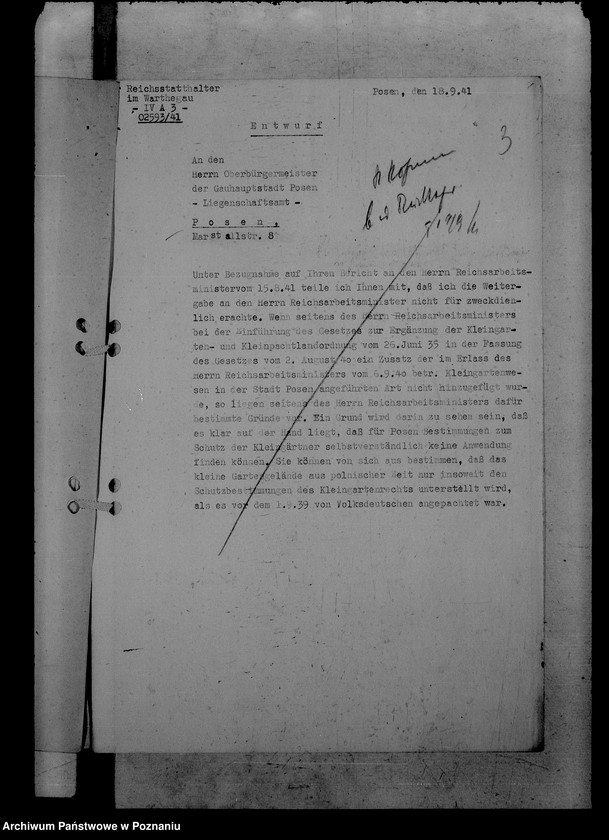 Reichsstatthalter
im Warthegau
- IV A 3 -
02593/41
Posen, den 18.9.41
Entwurf
3
An den
Herrn Oberbürgermeister
der Gauhauptstadt Posen
- Liegenschaftsamt -
Posen,
Marstallstr. 8
Unter Bezugnahme auf Ihren Bericht an den Herrn Reichsarbeits-
ministervom 15.8.41 teile ich Ihnen mit, daß ich die Weiter-
gabe an den Herrn Reichsarbeitsminister nicht für zweckdien-
lich erachte. Wenn seitens des Herrn Reichsarbeitsministers
bei der Einführung des Gesetzes zur Ergänzung der Kleingar-
ten- und Kleinpachtlandordnung vom 26.Juni 35 in der Fassung
des Gesetzes vom 2. August 4o ein Zusatz der im Erlass des
Herrn Reichsarbeitsministers vom 6.9.4o betr. Kleingartenwe-
sen in der Stadt Posen angeführten Art nicht hinzugefügt wur-
de, so liegen seitens des Herrn Reichsarbeitsministers dafür
bestimmte Gründe vor. Ein Grund wird darin zu sehen sein, daß
es klar auf der Hand liegt, daß für Posen Bestimmungen zum
Schutz der Kleingärtner selbstverständlich keine Anwendung
finden können. Sie können von sich aus bestimmen, daß das
kleine Gartengelände aus polnischer Zeit nur insoweit den
Schutzbestimmungen des Kleingartenrechts unterstellt wird,
als es vor dem 1.9.39 von Volksdeutschen angepachtet war.
Archiwum Państwowe w Poznaniu